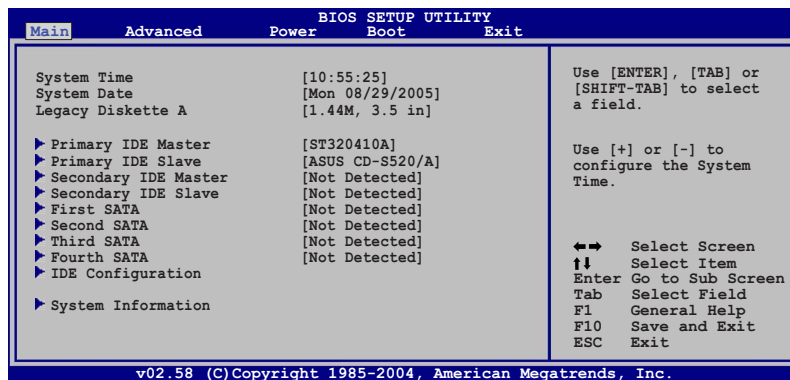 BIOS SETUP UTILITY
Main Advanced Power Boot Exit
System Time [10:55:25]
System Date [Mon 08/29/2005]
Legacy Diskette A [1.44M, 3.5 in]
Primary IDE Master [ST320410A]
Primary IDE Slave [ASUS CD-S520/A]
Secondary IDE Master [Not Detected]
Secondary IDE Slave [Not Detected]
First SATA [Not Detected]
Second SATA [Not Detected]
Third SATA [Not Detected]
Fourth SATA [Not Detected]
IDE Configuration
System Information
Use [ENTER], [TAB] or
[SHIFT-TAB] to select
a field.
Use [+] or [-] to
configure the System
Time.
←→ Select Screen
↑↓ Select Item
Enter Go to Sub Screen
Tab Select Field
F1 General Help
F10 Save and Exit
ESC Exit
v02.58 (C)Copyright 1985-2004, American Megatrends, Inc.